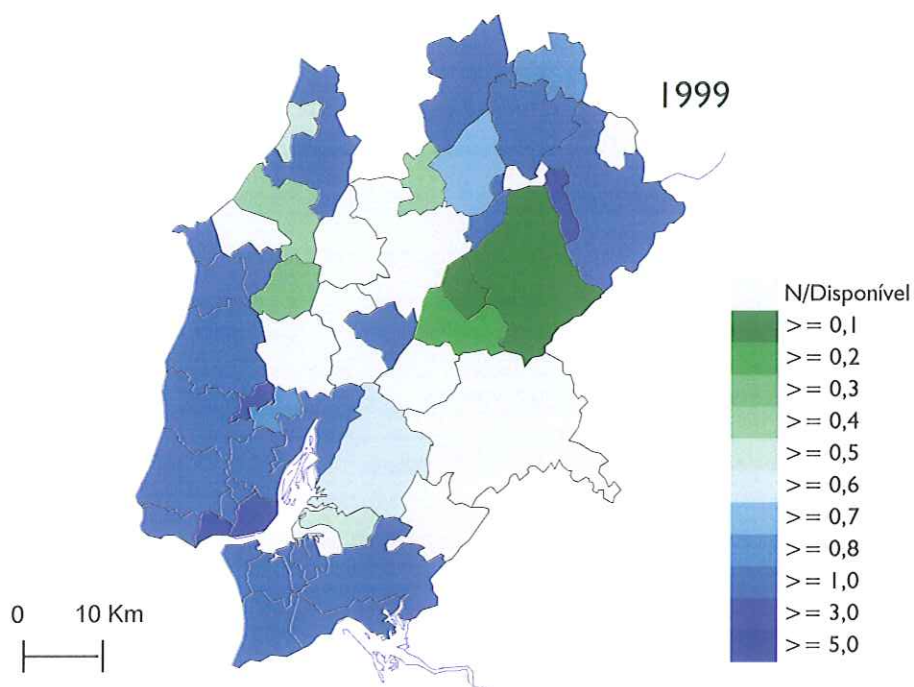 1999
N/Disponível
> = 0,1
> = 0,2
> = 0,3
> = 0,4
> = 0,5
> = 0,6
> = 0,7
> = 0,8
> = 1,0
> = 3,0
> = 5,0
0 10 Km